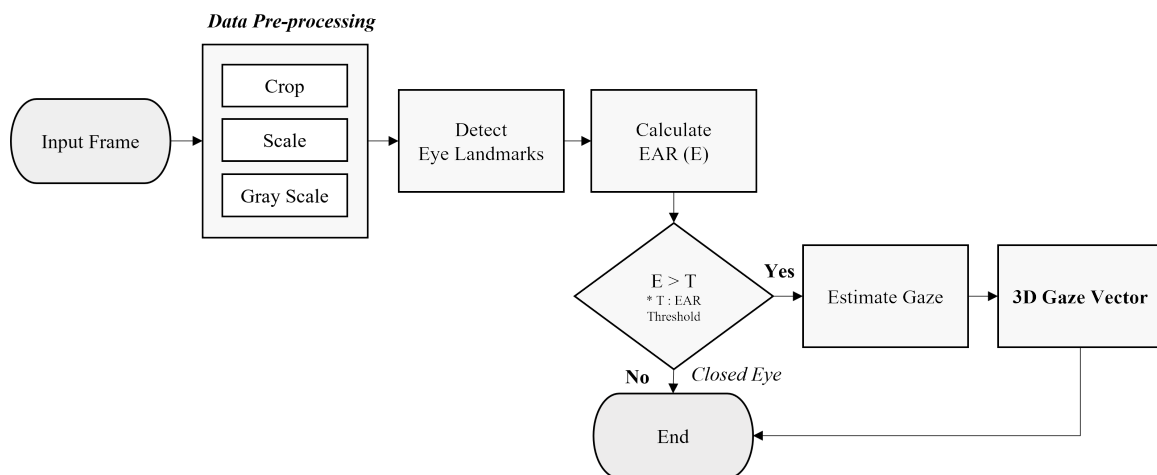 Data Pre-processing
Input Frame
Crop
Scale
Gray Scale
Detect
Eye Landmarks
Calculate
EAR (E)
E > T
* T : EAR
Threshold
Yes
Estimate Gaze
3D Gaze Vector
No
Closed Eye
End